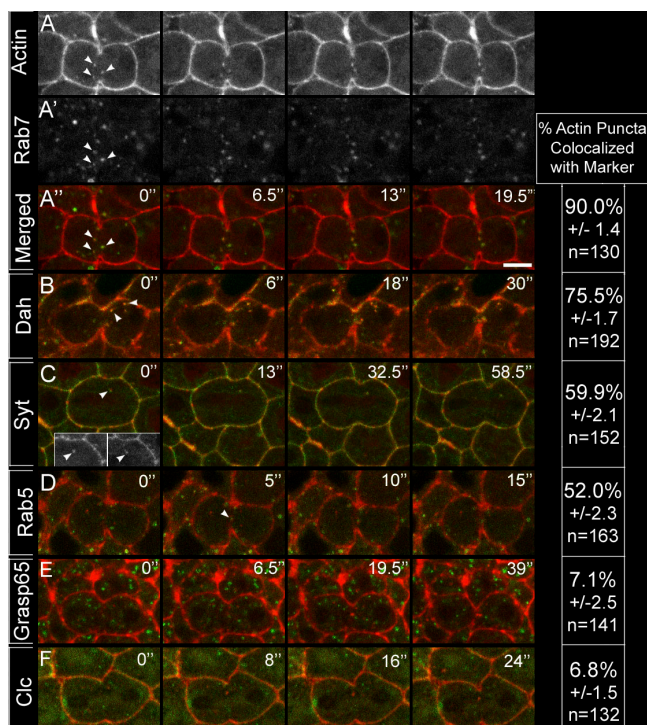 Actin
A
Rab7
A'
% Actin Puncta
Colocalized
with Marker
Merged
A''
0''
6.5''
13''
19.5''
90.0%
+/- 1.4
n=130
Dah
B
0''
6''
18''
30''
75.5%
+/-1.7
n=192
Syt
C
0''
13''
32.5''
58.5''
59.9%
+/-2.1
n=152
Rab5
D
0''
5''
10''
15''
52.0%
+/-2.3
n=163
Grasp65
E
0''
6.5''
19.5''
39''
7.1%
+/-2.5
n=141
Clc
F
0''
8''
16''
24''
6.8%
+/-1.5
n=132